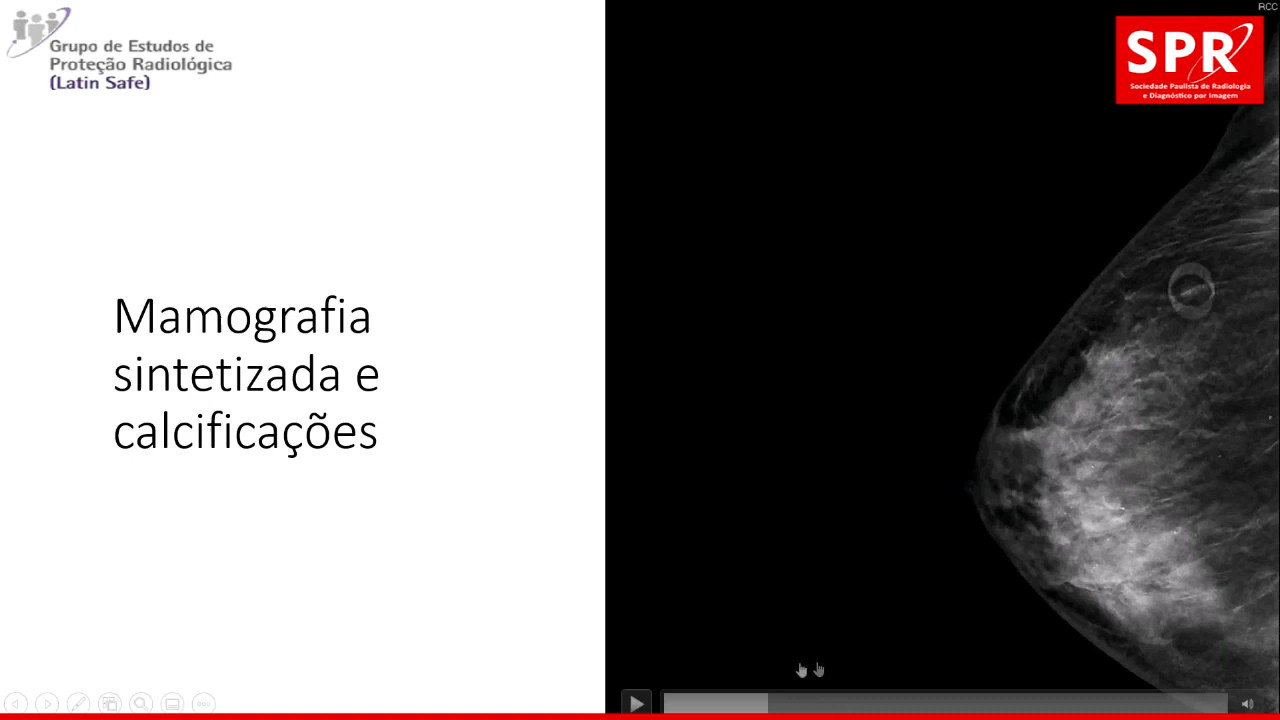 Grupo de Estudos de
Proteção Radiológica
(Latin Safe)
RCC
SPR
Sociedade Paulista de Radiologia
e Diagnóstico por Imagem
Mamografia
sintetizada e
calcificações